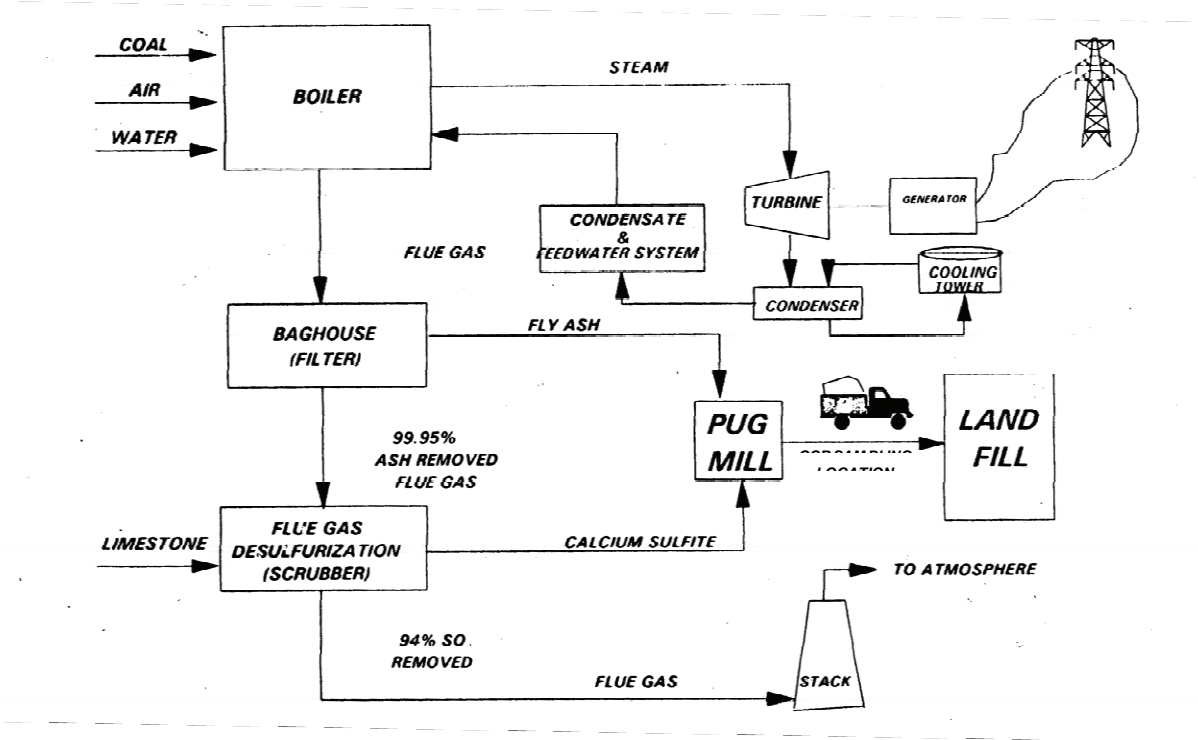 COAL
AIR
WATER
BOILER
STEAM
TURBINE
GENERATOR
CONDENSATE
&
FEEDWATER SYSTEM
FLUE GAS
COOLING
TOWER
CONDENSER
BAGHOUSE
(FILTER)
FLY ASH
PUG
MILL
LAND
FILL
SAMPLING
LOCATION
99.95%
ASH REMOVED
FLUE GAS
LIMESTONE
FLUE GAS
DESULFURIZATION
(SCRUBBER)
CALCIUM SULFITE
TO ATMOSPHERE
94% SO
REMOVED
FLUE GAS
STACK